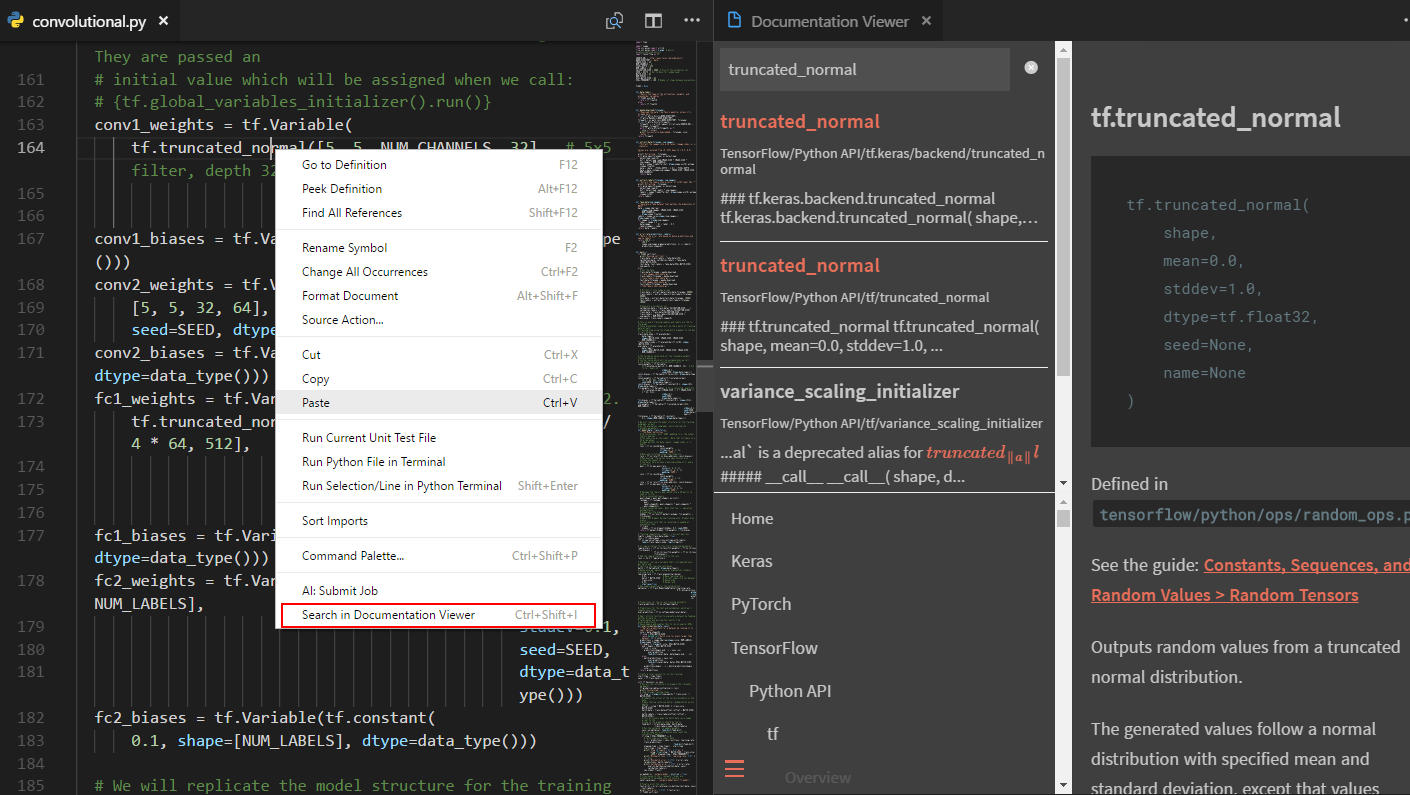 convolutional.py
They are passed an
161 # initial value which will be assigned when we call:
162 # {tf.global_variables_initializer().run()}
163 conv1_weights = tf.Variable(
164 tf.truncated_normal([5, 5, NUM_CHANNELS, 32], # 5x5
filter, depth 32
165
166
167 conv1_biases = tf.Va pe
()))
168 conv2_weights = tf.Va
169 [5, 5, 32, 64],
170 seed=SEED, dtype
171 conv2_biases = tf.Va
dtype=data_type()))
172 fc1_weights = tf.Var 2.
173 tf.truncated_nor /
4 * 64, 512],
174
175
176
177 fc1_biases = tf.Vari
dtype=data_type()))
178 fc2_weights = tf.Var
NUM_LABELS],
179 stddev=0.1,
180 seed=SEED,
181 dtype=data_t
ype()))
182 fc2_biases = tf.Variable(tf.constant(
183 0.1, shape=[NUM_LABELS], dtype=data_type()))
184
185 # We will replicate the model structure for the training
Go to Definition F12
Peek Definition Alt+F12
Find All References Shift+F12
Rename Symbol F2
Change All Occurrences Ctrl+F2
Format Document Alt+Shift+F
Source Action...
Cut Ctrl+X
Copy Ctrl+C
Paste Ctrl+V
Run Current Unit Test File
Run Python File in Terminal
Run Selection/Line in Python Terminal Shift+Enter
Sort Imports
Command Palette... Ctrl+Shift+P
AI: Submit Job
Search in Documentation Viewer Ctrl+Shift+I
Documentation Viewer
truncated_normal
truncated_normal
TensorFlow/Python API/tf.keras/backend/truncated_n
ormal
### tf.keras.backend.truncated_normal
tf.keras.backend.truncated_normal( shape,...
truncated_normal
TensorFlow/Python API/tf/truncated_normal
### tf.truncated_normal tf.truncated_normal(
shape, mean=0.0, stddev=1.0, ...
variance_scaling_initializer
TensorFlow/Python API/tf/variance_scaling_initializer
...al` is a deprecated alias for truncated‖a‖l
##### __call__ __call__( shape, d...
Home
Keras
PyTorch
TensorFlow
Python API
tf
Overview
tf.truncated_normal
tf.truncated_normal(
shape,
mean=0.0,
stddev=1.0,
dtype=tf.float32,
seed=None,
name=None
)
Defined in
tensorflow/python/ops/random_ops.p
See the guide: Constants, Sequences, and
Random Values > Random Tensors
Outputs random values from a truncated
normal distribution.
The generated values follow a normal
distribution with specified mean and
standard deviation, except that values